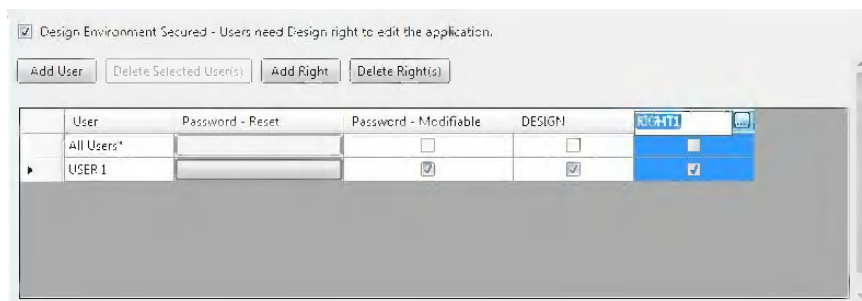 Design Environment Secured - Users need Design right to edit the application.
Add User Delete Selected User(s) Add Right Delete Right(s)
User Password - Reset Password - Modifiable DESIGN RIGHT1 ...
All Users*
USER 1